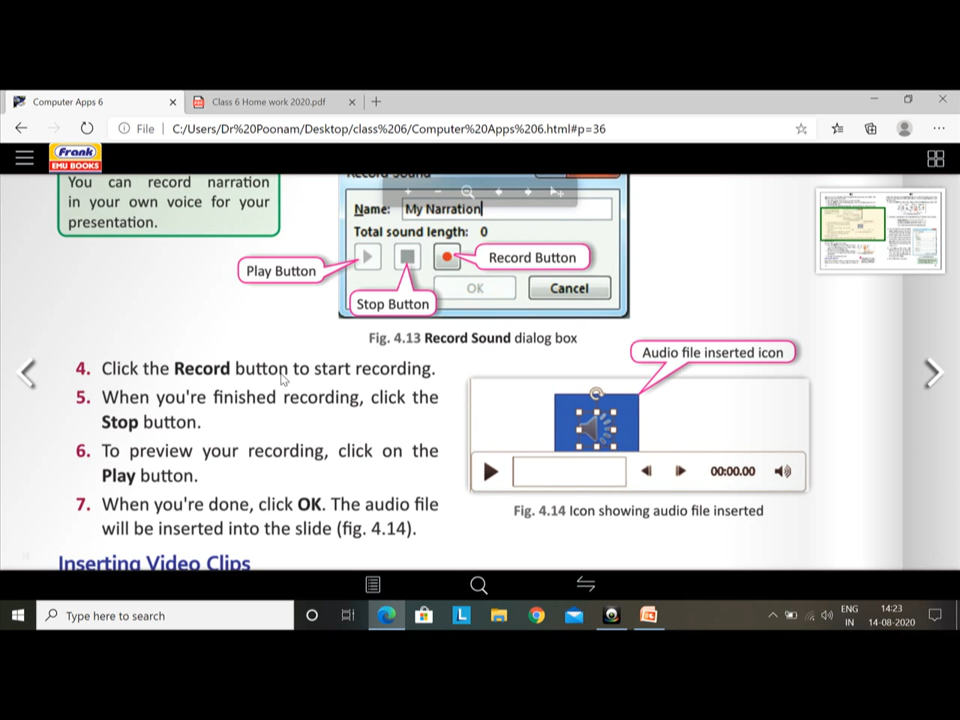 Computer Apps 6
Class 6 Home work 2020.pdf
File
C:/Users/Dr%20Poonam/Desktop/class%206/Computer%20Apps%206.html#p=36
Frank
EMU BOOKS
You can record narration
in your own voice for your
presentation.
Name: My Narration
Total sound length: 0
Play Button
Stop Button
Record Button
OK
Cancel
Fig. 4.13 Record Sound dialog box
4. Click the Record button to start recording.
5. When you're finished recording, click the
Stop button.
6. To preview your recording, click on the
Play button.
7. When you're done, click OK. The audio file
will be inserted into the slide (fig. 4.14).
Audio file inserted icon
00:00.00
Fig. 4.14 Icon showing audio file inserted
Inserting Video Clips
Type here to search
ENG
IN
14:23
14-08-2020